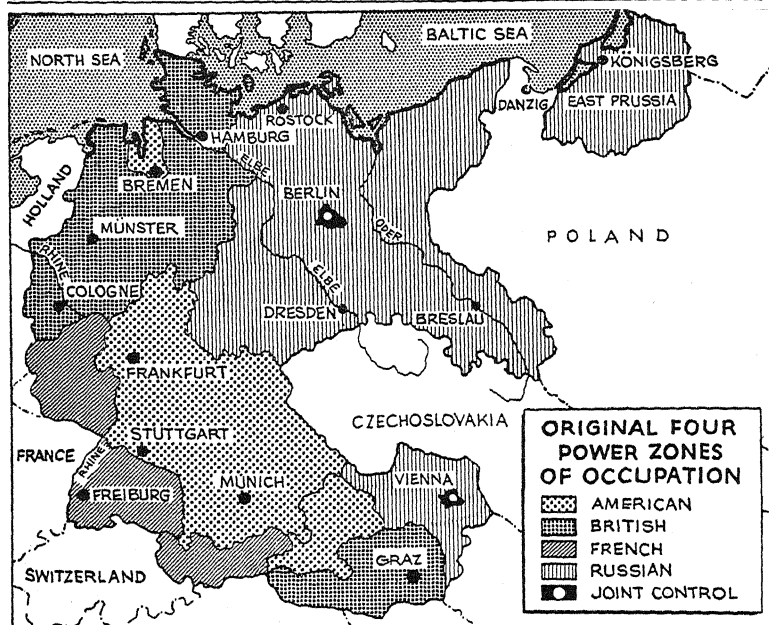 NORTH SEA
BALTIC SEA
KÖNIGSBERG
DANZIG
EAST PRUSSIA
ROSTOCK
HAMBURG
ELBE
HOLLAND
BREMEN
BERLIN
MÜNSTER
ODER
POLAND
RHINE
ELBE
COLOGNE
DRESDEN
BRESLAU
FRANKFURT
CZECHOSLOVAKIA
STUTTGART
FRANCE
RHINE
MUNICH
VIENNA
FREIBURG
GRAZ
SWITZERLAND
ORIGINAL FOUR
POWER ZONES
OF OCCUPATION
AMERICAN
BRITISH
FRENCH
RUSSIAN
JOINT CONTROL